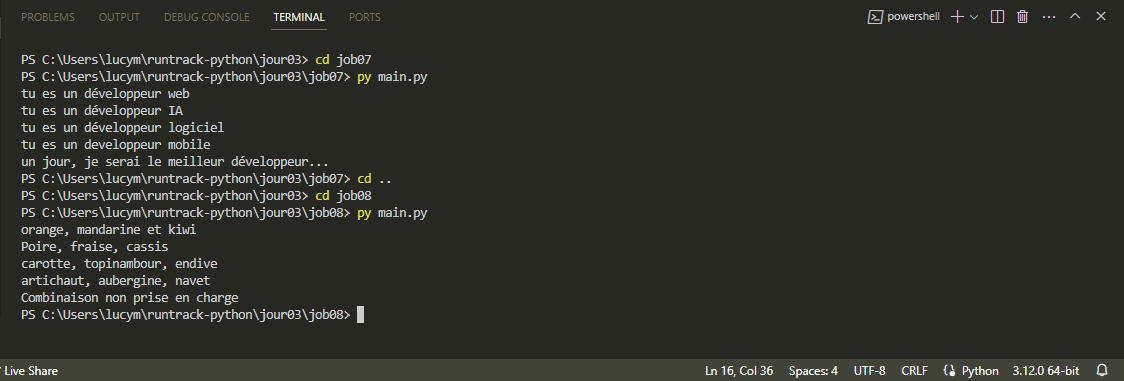 PROBLEMS OUTPUT DEBUG CONSOLE TERMINAL PORTS powershell
PS C:\Users\lucym\runtrack-python\jour03> cd job07
PS C:\Users\lucym\runtrack-python\jour03\job07> py main.py
tu es un développeur web
tu es un développeur IA
tu es un développeur logiciel
tu es un developpeur mobile
un jour, je serai le meilleur développeur...
PS C:\Users\lucym\runtrack-python\jour03\job07> cd ..
PS C:\Users\lucym\runtrack-python\jour03> cd job08
PS C:\Users\lucym\runtrack-python\jour03\job08> py main.py
orange, mandarine et kiwi
Poire, fraise, cassis
carotte, topinambour, endive
artichaut, aubergine, navet
Combinaison non prise en charge
PS C:\Users\lucym\runtrack-python\jour03\job08>
Live Share Ln 16, Col 36 Spaces: 4 UTF-8 CRLF Python 3.12.0 64-bit